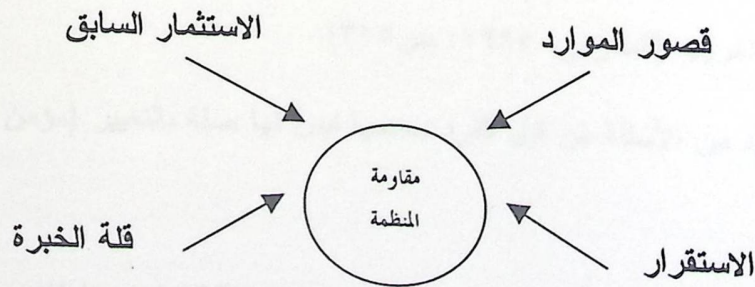 قصور الموارد
الاستثمار السابق
مقاومة
المنظمة
الاستقرار
قلة الخبرة